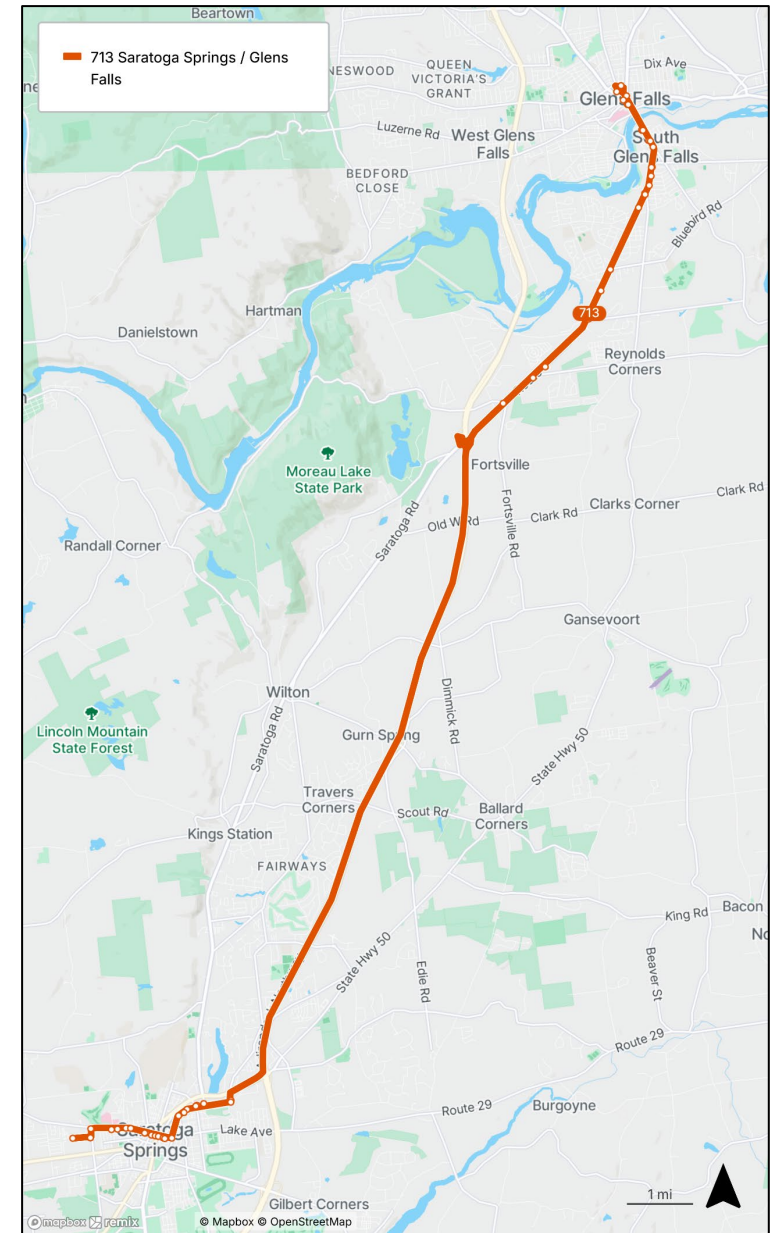 Beartown
713 Saratoga Springs / Glens
Falls
NESWOOD
QUEEN
VICTORIA'S
GRANT
Dix Ave
Glens Falls
Luzerne Rd
West Glens
Falls
South
Glens Falls
BEDFORD
CLOSE
Bluebird Rd
Hartman
713
Danielstown
Reynolds
Corners
Moreau Lake
State Park
Fortsville
Saratoga Rd
Old W Rd
Fortsville Rd
Clark Rd
Clarks Corner
Clark Rd
Randall Corner
Gansevoort
Wilton
Dimmick Rd
Lincoln Mountain
State Forest
Saratoga Rd
Gurn Spring
State Hwy 50
Travers
Corners
Scout Rd
Ballard
Corners
Kings Station
FAIRWAYS
King Rd
Bacon
No
State Hwy 50
Edie Rd
Beaver St
Route 29
Route 29
Burgoyne
Saratoga
Springs
Lake Ave
Gilbert Corners
1 mi
mapbox remix
© Mapbox © OpenStreetMap